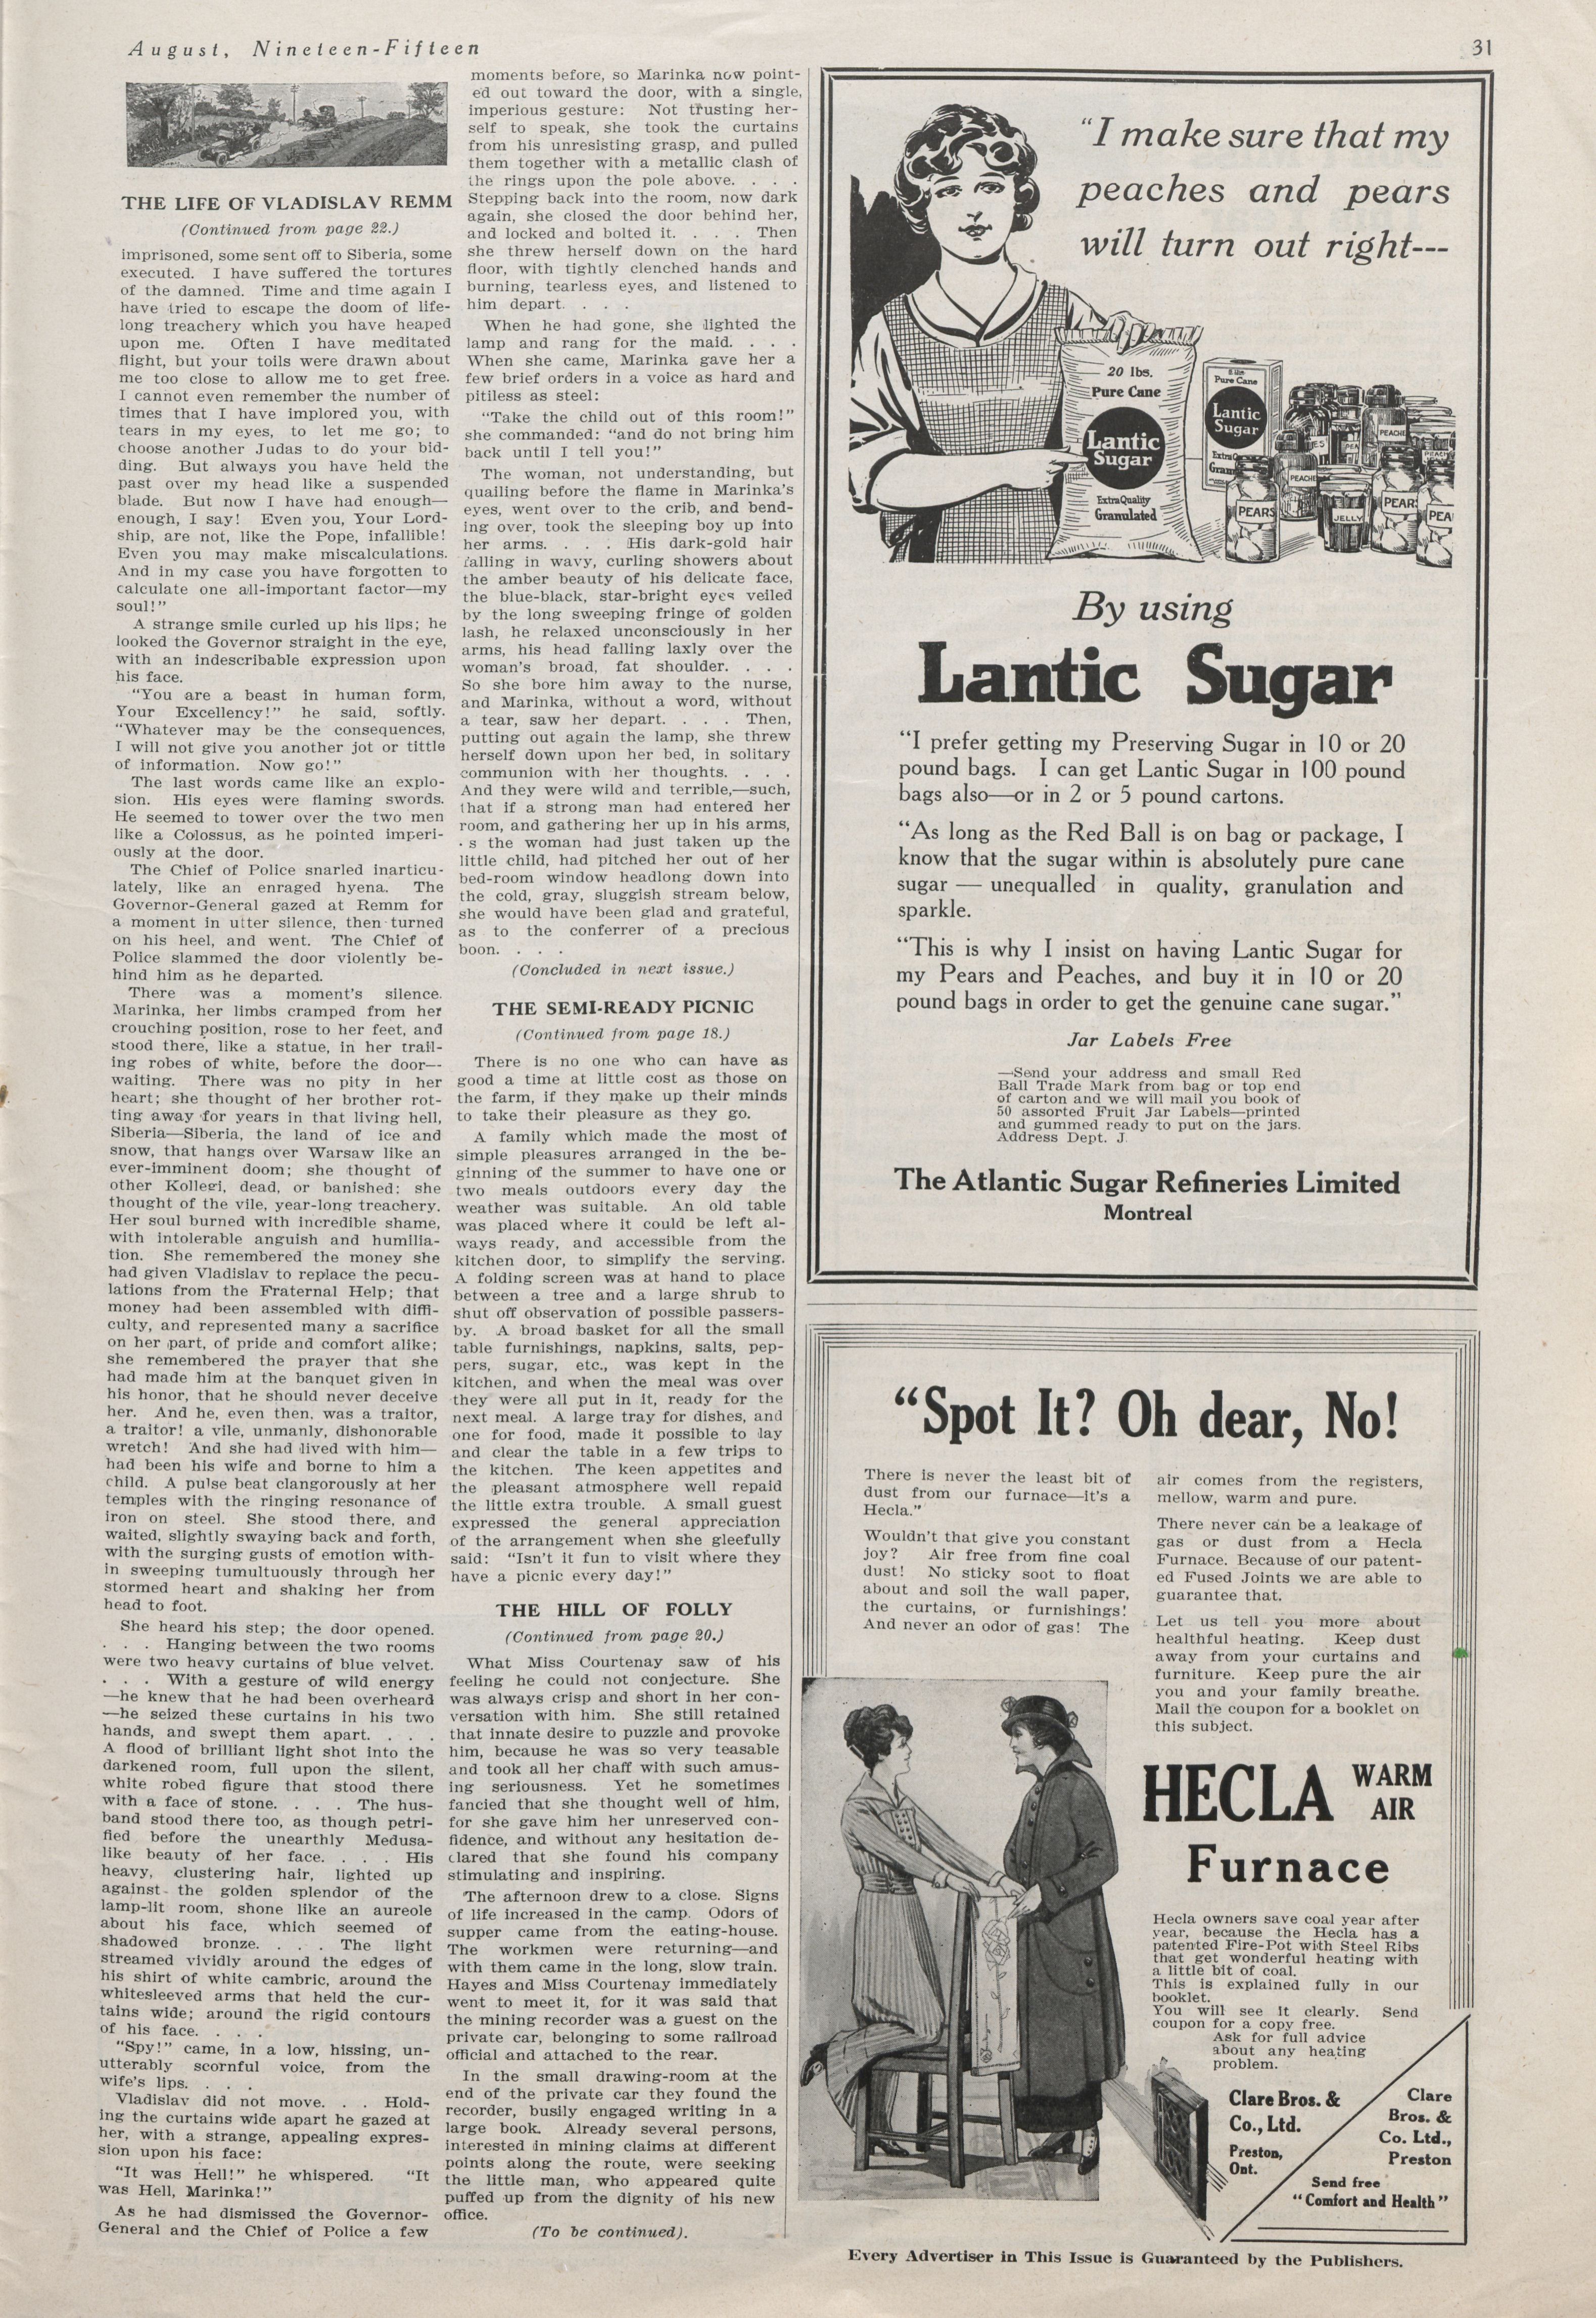 August, Nineteen-Fifteen
31
THE LIFE OF VLADISLAV REMM
(Continued from page 22.)
imprisoned, some sent off to Siberia, some
executed. I have suffered the tortures
of the damned. Time and time again I
have tried to escape the doom of life-
long treachery which you have heaped
upon me. Often I have meditated
flight, but your toils were drawn about
me too close to allow me to get free.
I cannot even remember the number of
times that I have implored you, with
tears in my eyes, to let me go; to
choose another Judas to do your bid-
ding. But always you have held the
past over my head like a suspended
blade. But now I have had enough—
enough, I say! Even you, Your Lord-
ship, are not, like the Pope, infallible!
Even you may make miscalculations.
And in my case you have forgotten to
calculate one all-important factor—my
soul!"
A strange smile curled up his lips; he
looked the Governor straight in the eye,
with an indescribable expression upon
his face.
"You are a beast in human form,
Your Excellency!" he said, softly.
"Whatever may be the consequences,
I will not give you another jot or tittle
of information. Now go!"
The last words came like an explo-
sion. His eyes were flaming swords.
He seemed to tower over the two men
like a Colossus, as he pointed imperi-
ously at the door.
The Chief of Police snarled inarticu-
lately, like an enraged hyena. The
Governor-General gazed at Remm for
a moment in utter silence, then turned
on his heel, and went. The Chief of
Police slammed the door violently be-
hind him as he departed.
There was a moment's silence.
Marinka, her limbs cramped from her
crouching position, rose to her feet, and
stood there, like a statue, in her trail-
ing robes of white, before the door—
waiting. There was no pity in her
heart; she thought of her brother rot-
ting away for years in that living hell,
Siberia—Siberia, the land of ice and
snow, that hangs over Warsaw like an
ever-imminent doom; she thought of
other Kollegi, dead, or banished; she
thought of the vile, year-long treachery.
Her soul burned with incredible shame,
with intolerable anguish and humilia-
tion. She remembered the money she
had given Vladislav to replace the pecu-
lations from the Fraternal Help; that
money had been assembled with diffi-
culty, and represented many a sacrifice
on her part, of pride and comfort alike;
she remembered the prayer that she
had made him at the banquet given in
his honor, that he should never deceive
her. And he, even then, was a traitor,
a traitor! a vile, unmanly, dishonorable
wretch! And she had lived with him—
had been his wife and borne to him a
child. A pulse beat clangorously at her
temples with the ringing resonance of
iron on steel. She stood there, and
waited, slightly swaying back and forth,
with the surging gusts of emotion with-
in sweeping tumultuously through her
stormed heart and shaking her from
head to foot.
She heard his step; the door opened.
. . . Hanging between the two rooms
were two heavy curtains of blue velvet.
. . . With a gesture of wild energy
—he knew that he had been overheard
—he seized these curtains in his two
hands, and swept them apart. . . .
A flood of brilliant light shot into the
darkened room, full upon the silent,
white robed figure that stood there
with a face of stone. . . . The hus-
band stood there too, as though petri-
fied before the unearthly Medusa-
like beauty of her face. . . . His
heavy, clustering hair, lighted up
against the golden splendor of the
lamp-lit room, shone like an aureole
about his face, which seemed of
shadowed bronze. . . . The light
streamed vividly around the edges of
his shirt of white cambric, around the
whitesleeved arms that held the cur-
tains wide; around the rigid contours
of his face. . . .
"Spy!" came, in a low, hissing, un-
utterably scornful voice, from the
wife's lips. . . .
Vladislav did not move. . . Hold-
ing the curtains wide apart he gazed at
her, with a strange, appealing expres-
sion upon his face:
"It was Hell!" he whispered. "It
was Hell, Marinka!"
As he had dismissed the Governor-
General and the Chief of Police a few
moments before, so Marinka now point-
ed out toward the door, with a single,
imperious gesture: Not trusting her-
self to speak, she took the curtains
from his unresisting grasp, and pulled
them together with a metallic clash of
the rings upon the pole above. . . .
Stepping back into the room, now dark
again, she closed the door behind her,
and locked and bolted it. . . . Then
she threw herself down on the hard
floor, with tightly clenched hands and
burning, tearless eyes, and listened to
him depart. . . .
When he had gone, she lighted the
lamp and rang for the maid. . . .
When she came, Marinka gave her a
few brief orders in a voice as hard and
pitiless as steel:
"Take the child out of this room!"
she commanded: "and do not bring him
back until I tell you!"
The woman, not understanding, but
quailing before the flame in Marinka's
eyes, went over to the crib, and bend-
ing over, took the sleeping boy up into
her arms. . . . His dark-gold hair
falling in wavy, curling showers about
the amber beauty of his delicate face,
the blue-black, star-bright eyes veiled
by the long sweeping fringe of golden
lash, he relaxed unconsciously in her
arms, his head falling laxly over the
woman's broad, fat shoulder. . . .
So she bore him away to the nurse,
and Marinka, without a word, without
a tear, saw her depart. . . . Then,
putting out again the lamp, she threw
herself down upon her bed, in solitary
communion with her thoughts. . . .
And they were wild and terrible,—such,
that if a strong man had entered her
room, and gathering her up in his arms,
s the woman had just taken up the
little child, had pitched her out of her
bed-room window headlong down into
the cold, gray, sluggish stream below,
she would have been glad and grateful,
as to the conferrer of a precious
boon. . . .
(Concluded in next issue.)
THE SEMI-READY PICNIC
(Continued from page 18.)
There is no one who can have as
good a time at little cost as those on
the farm, if they make up their minds
to take their pleasure as they go.
A family which made the most of
simple pleasures arranged in the be-
ginning of the summer to have one or
two meals outdoors every day the
weather was suitable. An old table
was placed where it could be left al-
ways ready, and accessible from the
kitchen door, to simplify the serving.
A folding screen was at hand to place
between a tree and a large shrub to
shut off observation of possible passers-
by. A broad basket for all the small
table furnishings, napkins, salts, pep-
pers, sugar, etc., was kept in the
kitchen, and when the meal was over
they were all put in it, ready for the
next meal. A large tray for dishes, and
one for food, made it possible to lay
and clear the table in a few trips to
the kitchen. The keen appetites and
the pleasant atmosphere well repaid
the little extra trouble. A small guest
expressed the general appreciation
of the arrangement when she gleefully
said: "Isn't it fun to visit where they
have a picnic every day!"
THE HILL OF FOLLY
(Continued from page 20.)
What Miss Courtenay saw of his
feeling he could not conjecture. She
was always crisp and short in her con-
versation with him. She still retained
that innate desire to puzzle and provoke
him, because he was so very teasable
and took all her chaff with such amus-
ing seriousness. Yet he sometimes
fancied that she thought well of him,
for she gave him her unreserved con-
fidence, and without any hesitation de-
clared that she found his company
stimulating and inspiring.
The afternoon drew to a close. Signs
of life increased in the camp. Odors of
supper came from the eating-house.
The workmen were returning—and
with them came in the long, slow train.
Hayes and Miss Courtenay immediately
went to meet it, for it was said that
the mining recorder was a guest on the
private car, belonging to some railroad
official and attached to the rear.
In the small drawing-room at the
end of the private car they found the
recorder, busily engaged writing in a
large book. Already several persons,
interested in mining claims at different
points along the route, were seeking
the little man, who appeared quite
puffed up from the dignity of his new
office.
(To be continued).
"I make sure that my
peaches and pears
will turn out right---
20 lbs.
Pure Cane
Lantic
Sugar
Extra Quality
Granulated
Pure Cane
Lantic
Sugar
PEACHE
PEACHE
PEARS
JELLY
PEARS
PEA
By using
Lantic Sugar
"I prefer getting my Preserving Sugar in 10 or 20
pound bags. I can get Lantic Sugar in 100 pound
bags also—or in 2 or 5 pound cartons.
"As long as the Red Ball is on bag or package, I
know that the sugar within is absolutely pure cane
sugar — unequalled in quality, granulation and
sparkle.
"This is why I insist on having Lantic Sugar for
my Pears and Peaches, and buy it in 10 or 20
pound bags in order to get the genuine cane sugar."
Jar Labels Free
—Send your address and small Red
Ball Trade Mark from bag or top end
of carton and we will mail you book of
50 assorted Fruit Jar Labels—printed
and gummed ready to put on the jars.
Address Dept. J
The Atlantic Sugar Refineries Limited
Montreal
"Spot It? Oh dear, No!
There is never the least bit of
dust from our furnace—it's a
Hecla."
Wouldn't that give you constant
joy? Air free from fine coal
dust! No sticky soot to float
about and soil the wall paper,
the curtains, or furnishings!
And never an odor of gas! The
air comes from the registers,
mellow, warm and pure.
There never can be a leakage of
gas or dust from a Hecla
Furnace. Because of our patent-
ed Fused Joints we are able to
guarantee that.
Let us tell you more about
healthful heating. Keep dust
away from your curtains and
furniture. Keep pure the air
you and your family breathe.
Mail the coupon for a booklet on
this subject.
HECLA WARM
AIR
Furnace
Hecla owners save coal year after
year, because the Hecla has a
patented Fire-Pot with Steel Ribs
that get wonderful heating with
a little bit of coal.
This is explained fully in our
booklet.
You will see it clearly. Send
coupon for a copy free.
Ask for full advice
about any heating
problem.
Clare Bros. &
Co., Ltd.
Preston,
Ont.
Clare
Bros. &
Co. Ltd.,
Preston
Send free
"Comfort and Health"
Every Advertiser in This Issue is Guaranteed by the Publishers.